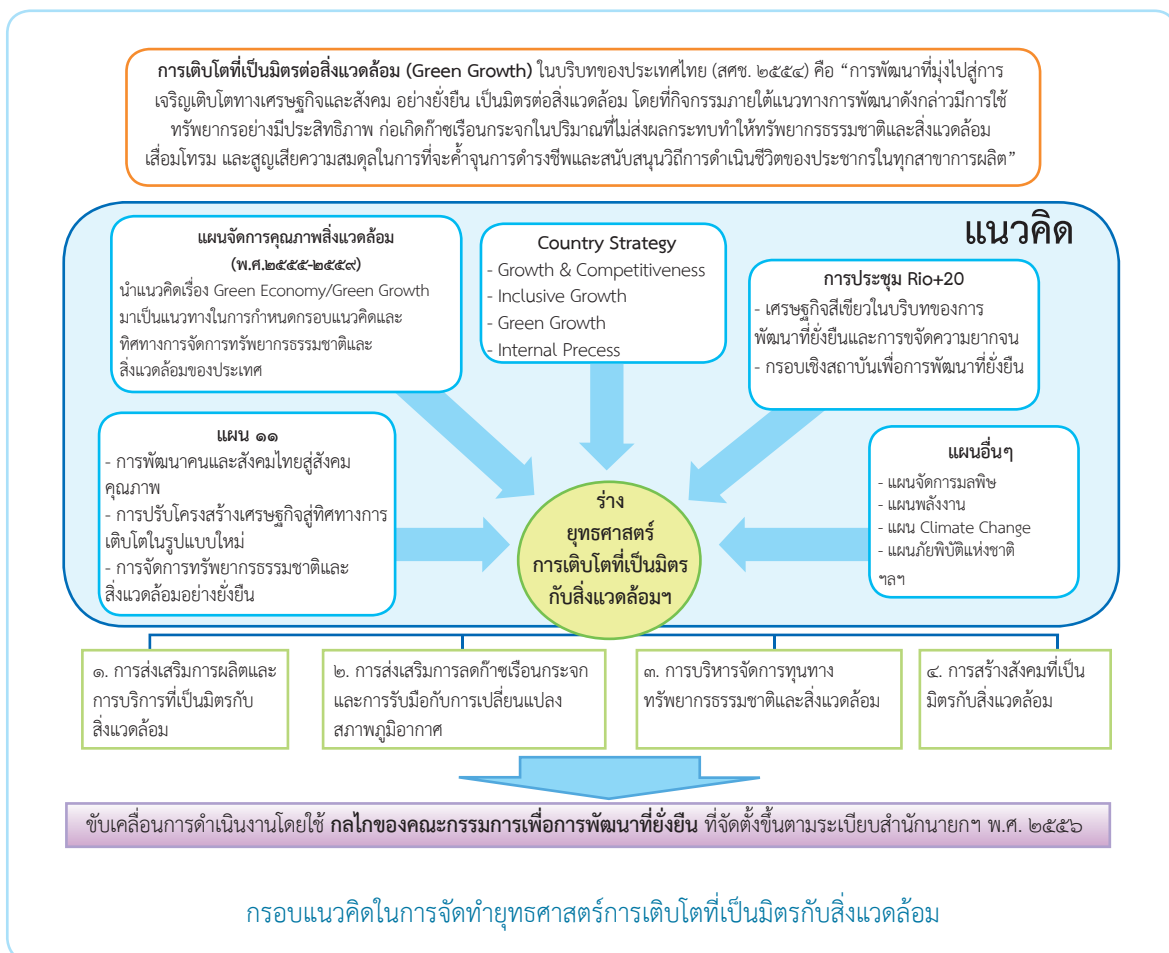 การเติบโตที่เป็นมิตรต่อสิ่งแวดล้อม (Green Growth) ในบริบทของประเทศไทย (สศช. ๒๕๕๔) คือ “การพัฒนาที่มุ่งไปสู่การ
เจริญเติบโตทางเศรษฐกิจและสังคม อย่างยั่งยืน เป็นมิตรต่อสิ่งแวดล้อม โดยที่กิจกรรมภายใต้แนวทางการพัฒนาดังกล่าวมีการใช้
ทรัพยากรอย่างมีประสิทธิภาพ ก่อเกิดก๊าซเรือนกระจกในปริมาณที่ไม่ส่งผลกระทบทำให้ทรัพยากรธรรมชาติและสิ่งแวดล้อม
เสื่อมโทรม และสูญเสียความสมดุลในการที่จะค้ำจุนการดำรงชีพและสนับสนุนวิถีการดำเนินชีวิตของประชากรในทุกสาขาการผลิต”
แนวคิด
แผนจัดการคุณภาพสิ่งแวดล้อม
(พ.ศ.๒๕๕๕-๒๕๕๙)
นำแนวคิดเรื่อง Green Economy/Green Growth
มาเป็นแนวทางในการกำหนดกรอบแนวคิดและ
ทิศทางการจัดการทรัพยากรธรรมชาติและ
สิ่งแวดล้อมของประเทศ
Country Strategy
- Growth & Competitiveness
- Inclusive Growth
- Green Growth
- Internal Precess
การประชุม Rio+20
- เศรษฐกิจสีเขียวในบริบทของการ
พัฒนาที่ยั่งยืนและการขจัดความยากจน
- กรอบเชิงสถาบันเพื่อการพัฒนาที่ยั่งยืน
แผน ๑๑
- การพัฒนาคนและสังคมไทยสู่สังคม
คุณภาพ
- การปรับโครงสร้างเศรษฐกิจสู่ทิศทางการ
เติบโตในรูปแบบใหม่
- การจัดการทรัพยากรธรรมชาติและ
สิ่งแวดล้อมอย่างยั่งยืน
ร่าง
ยุทธศาสตร์
การเติบโตที่เป็นมิตร
กับสิ่งแวดล้อมฯ
แผนอื่นๆ
- แผนจัดการมลพิษ
- แผนพลังงาน
- แผน Climate Change
- แผนภัยพิบัติแห่งชาติ
ฯลฯ
๑. การส่งเสริมการผลิตและ
การบริการที่เป็นมิตรกับ
สิ่งแวดล้อม
๒. การส่งเสริมการลดก๊าซเรือนกระจก
และการรับมือกับการเปลี่ยนแปลง
สภาพภูมิอากาศ
๓. การบริหารจัดการทุนทาง
ทรัพยากรธรรมชาติและสิ่งแวดล้อม
๔. การสร้างสังคมที่เป็น
มิตรกับสิ่งแวดล้อม
ขับเคลื่อนการดำเนินงานโดยใช้ กลไกของคณะกรรมการเพื่อการพัฒนาที่ยั่งยืน ที่จัดตั้งขึ้นตามระเบียบสำนักนายกฯ พ.ศ. ๒๕๕๖
กรอบแนวคิดในการจัดทำยุทธศาสตร์การเติบโตที่เป็นมิตรกับสิ่งแวดล้อม